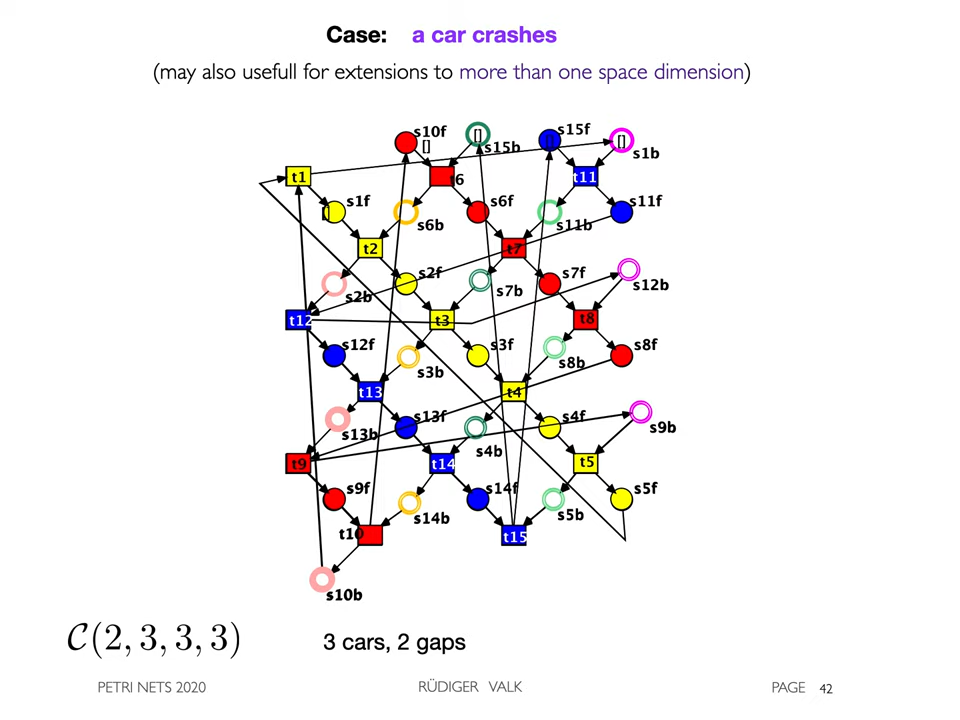 Case: a car crashes
(may also usefull for extensions to more than one space dimension)
s10f [] [] s15b [] s15f [] s1b
t1 t6 t11
[] s1f s6b s6f s11b s11f
t2 t7
s2b s2f s7b s7f s12b
t12 t3 t8
s12f s3b s3f s8b s8f
t13 t4
s13b s13f s4b s4f s9b
t9 t14 t5
s9f s14b s14f s5b s5f
t10 t15
s10b
C(2, 3, 3, 3) 3 cars, 2 gaps
PETRI NETS 2020 RÜDIGER VALK PAGE 42